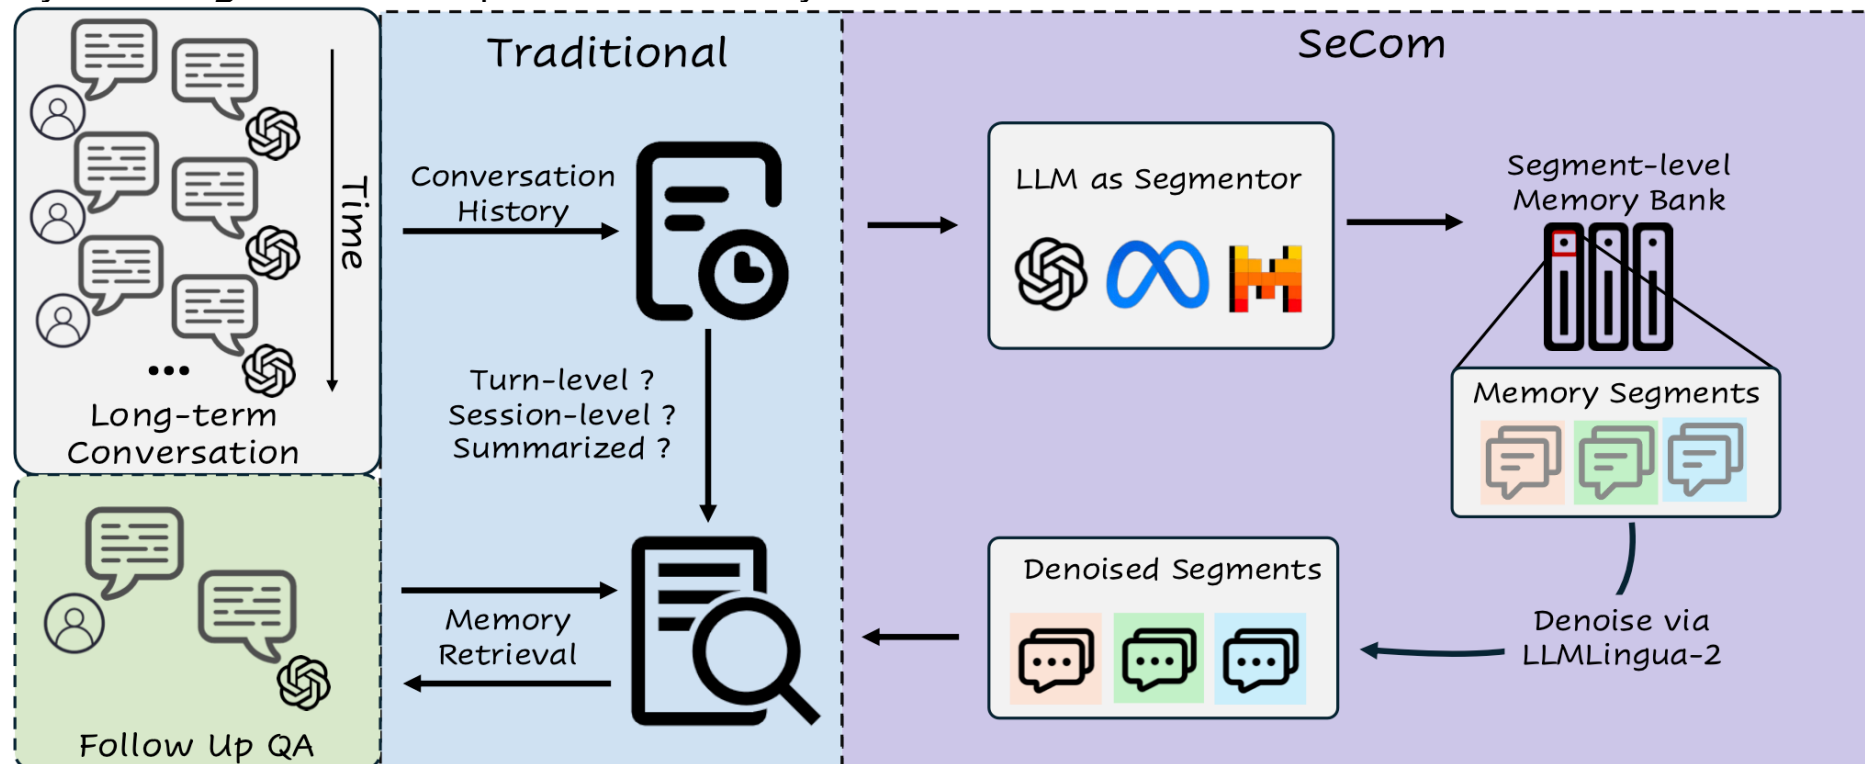 Traditional
SeCom
Time
Long-term
Conversation
Conversation
History
Turn-level ?
Session-level ?
Summarized ?
Memory
Retrieval
Follow Up QA
LLM as Segmentor
Segment-level
Memory Bank
Memory Segments
Denoise via
LLMLingua-2
Denoised Segments